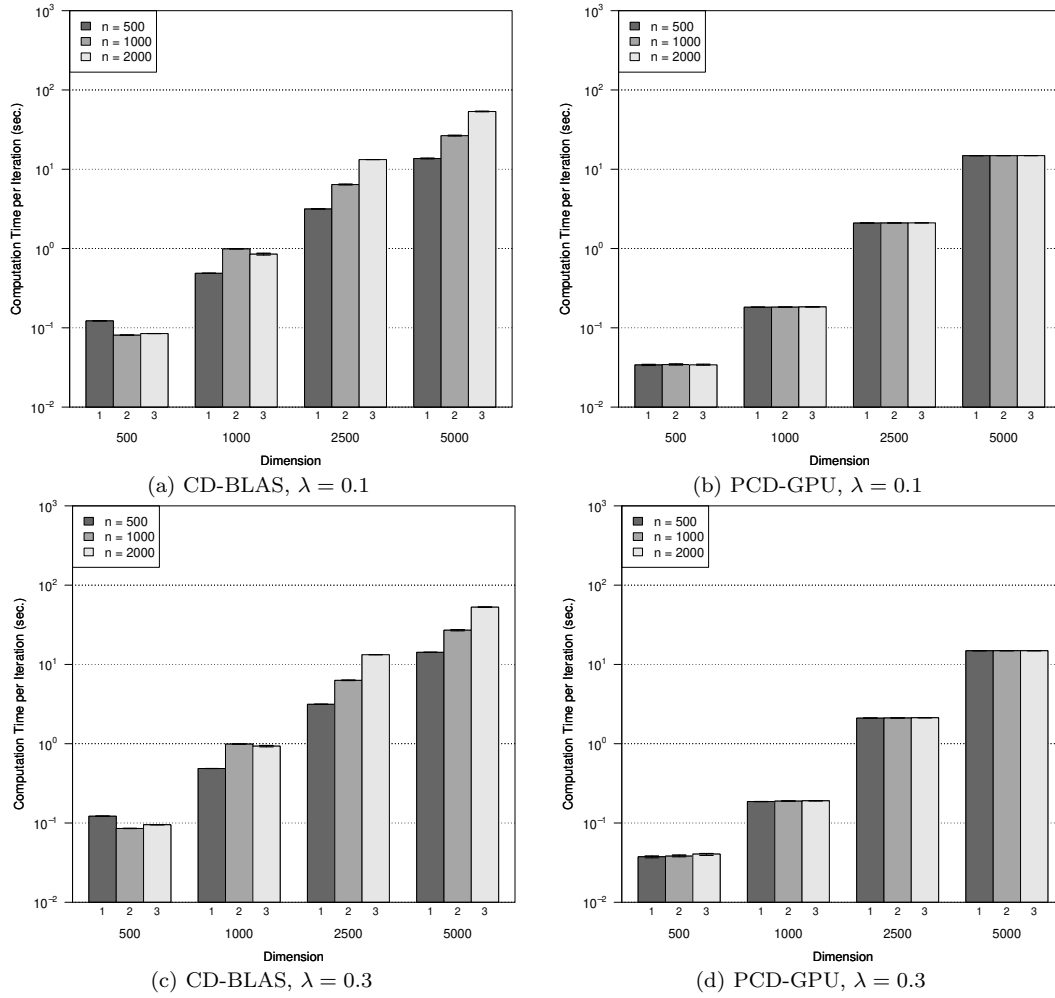 10³
10²
10¹
10⁰
10⁻¹
10⁻²
Computation Time per Iteration (sec.)
n = 500
n = 1000
n = 2000
1 2 3 1 2 3 1 2 3 1 2 3
500 1000 2500 5000
Dimension
(a) CD-BLAS, λ = 0.1
10³
10²
10¹
10⁰
10⁻¹
10⁻²
Computation Time per Iteration (sec.)
n = 500
n = 1000
n = 2000
1 2 3 1 2 3 1 2 3 1 2 3
500 1000 2500 5000
Dimension
(b) PCD-GPU, λ = 0.1
10³
10²
10¹
10⁰
10⁻¹
10⁻²
Computation Time per Iteration (sec.)
n = 500
n = 1000
n = 2000
1 2 3 1 2 3 1 2 3 1 2 3
500 1000 2500 5000
Dimension
(c) CD-BLAS, λ = 0.3
10³
10²
10¹
10⁰
10⁻¹
10⁻²
Computation Time per Iteration (sec.)
n = 500
n = 1000
n = 2000
1 2 3 1 2 3 1 2 3 1 2 3
500 1000 2500 5000
Dimension
(d) PCD-GPU, λ = 0.3